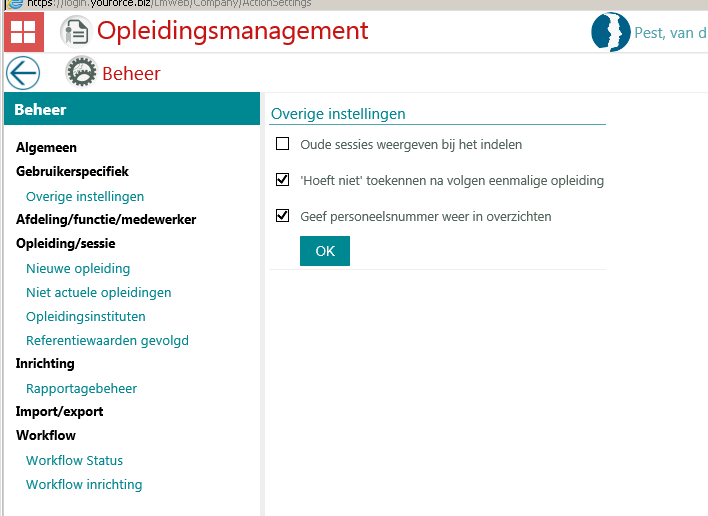 https://login.youforce.biz/LmWeb/Company/ActionSettings
Opleidingsmanagement
Pest, van d
Beheer
Beheer
Algemeen
Gebruikerspecifiek
Overige instellingen
Afdeling/functie/medewerker
Opleiding/sessie
Nieuwe opleiding
Niet actuele opleidingen
Opleidingsinstituten
Referentiewaarden gevolgd
Inrichting
Rapportagebeheer
Import/export
Workflow
Workflow Status
Workflow inrichting
Overige instellingen
Oude sessies weergeven bij het indelen
'Hoeft niet' toekennen na volgen eenmalige opleiding
Geef personeelsnummer weer in overzichten
OK